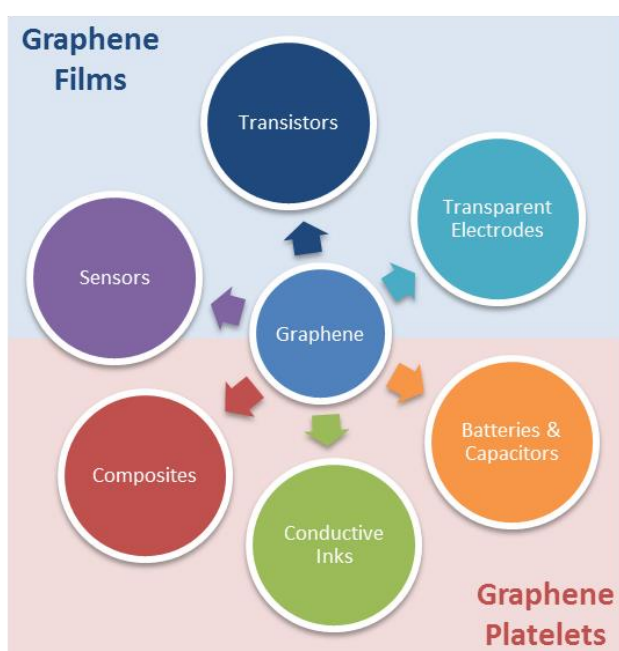 Graphene
Films
Transistors
Transparent
Electrodes
Sensors
Graphene
Batteries &
Capacitors
Composites
Conductive
Inks
Graphene
Platelets